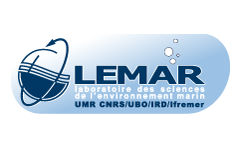 LEMAR
laboratoire des sciences
de l'environnement marin
UMR CNRS/UBO/IRD/Ifremer